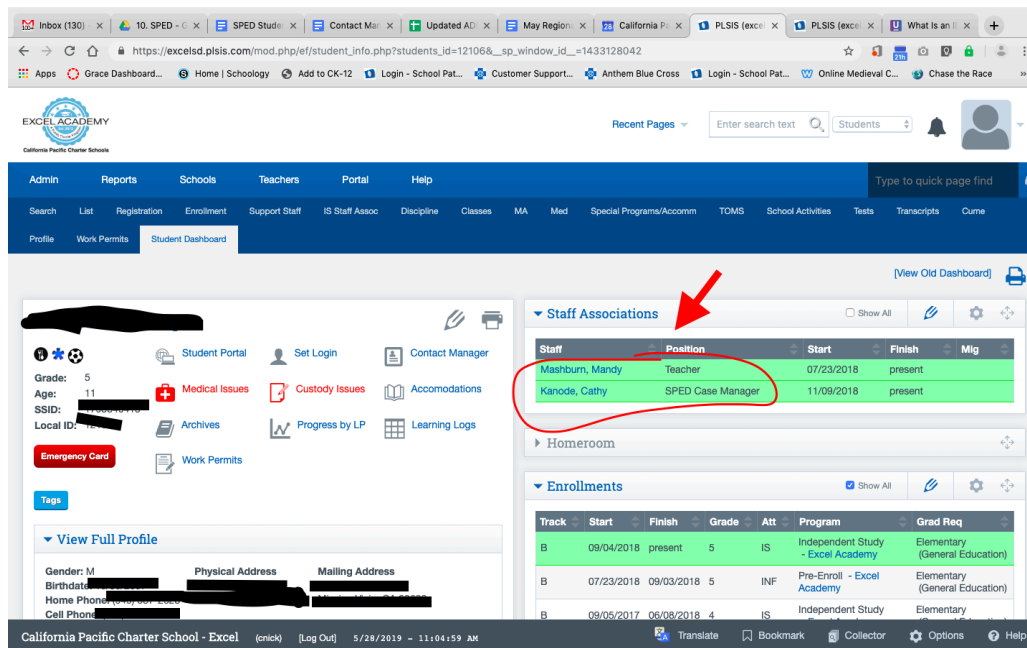 Inbox (130) -
10. SPED - G
SPED Studen
Contact Man
Updated AD
May Regiona
28 California Pa
PLSIS (excel
PLSIS (excel
What Is an I
https://excelsd.plsis.com/mod.php/ef/student_info.php?students_id=12106&_sp_window_id_=1433128042
21h
Apps Grace Dashboard... Home | Schoology Add to CK-12 Login - School Pat... Customer Support... Anthem Blue Cross Login - School Pat... Online Medieval C... Chase the Race »
EXCEL ACADEMY
California Pacific Charter Schools
Recent Pages Enter search text Students
Admin Reports Schools Teachers Portal Help Type to quick page find
Search List Registration Enrollment Support Staff IS Staff Assoc Discipline Classes MA Med Special Programs/Accomm TOMS School Activities Tests Transcripts Cume
Profile Work Permits Student Dashboard
[View Old Dashboard]
Student Portal Set Login Contact Manager
Grade: 5
Age: 11
SSID:
Local ID:
Medical Issues Custody Issues Accomodations
Archives Progress by LP Learning Logs
Emergency Card
Work Permits
Tags
View Full Profile
Gender: M Physical Address Mailing Address
Birthdate
Home Phone
Cell Phone
Staff Associations Show All
Staff Position Start Finish Mig
Mashburn, Mandy Teacher 07/23/2018 present
Kanode, Cathy SPED Case Manager 11/09/2018 present
Homeroom
Enrollments Show All
Track Start Finish Grade Att Program Grad Req
B 09/04/2018 present 5 IS Independent Study - Excel Academy Elementary (General Education)
B 07/23/2018 09/03/2018 5 INF Pre-Enroll - Excel Academy Elementary (General Education)
B 09/05/2017 06/08/2018 4 IS Independent Study Elementary
California Pacific Charter School - Excel (cnick) [Log Out] 5/28/2019 - 11:04:59 AM Translate Bookmark Collector Options Help